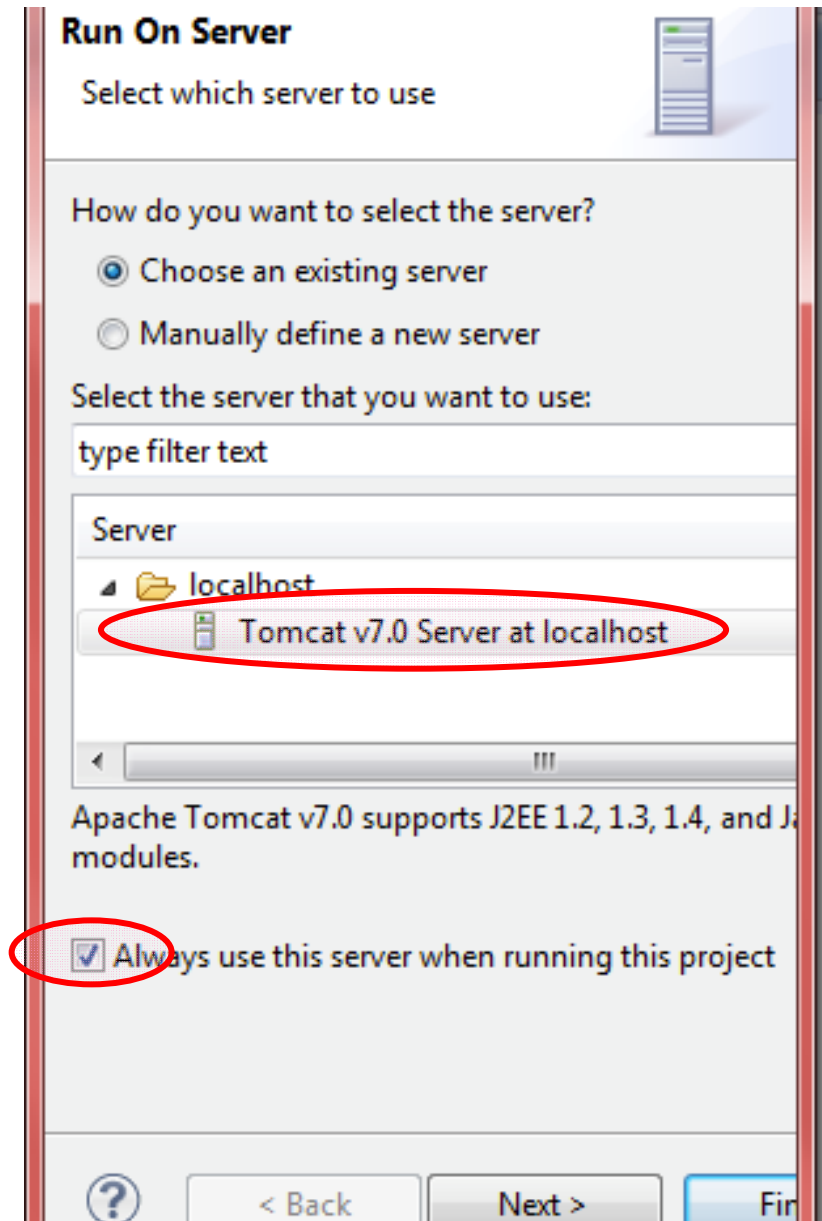 Run On Server
Select which server to use
How do you want to select the server?
Choose an existing server
Manually define a new server
Select the server that you want to use:
type filter text
Server
localhost
Tomcat v7.0 Server at localhost
Apache Tomcat v7.0 supports J2EE 1.2, 1.3, 1.4, and
modules.
Always use this server when running this project
?
< Back
Next >